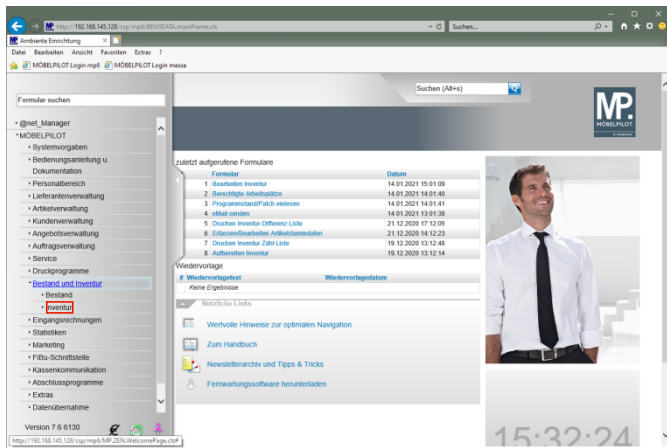 http://192.168.145.128/csp/mp6/BEWIDATA.mainFrame.cls
Suchen...
Ambiente Einrichtung
Datei Bearbeiten Ansicht Favoriten Extras ?
MÖBELPILOT Login mp6 MÖBELPILOT Login messe
Suchen (Alt+s)
Formular suchen
MP.
MÖBELPILOT
@net_Manager
MÖBELPILOT
Systemvorgaben
Bedienungsanleitung u.
Dokumentation
Personalbereich
Lieferantenverwaltung
Artikelverwaltung
Kundenverwaltung
Angebotsverwaltung
Auftragsverwaltung
Service
Druckprogramme
Bestand und Inventur
Bestand
Inventur
Eingangsrechnungen
Statistiken
Marketing
FiBu-Schnittstelle
Kassenkommunikation
Abschlussprogramme
Extras
Datenübernahme
Version 7.6 6130
http://192.168.145.128/csp/mp6/MP.ZEN.WelcomePage.cls#
zuletzt aufgerufene Formulare
Formular Datum
1 Bearbeiten Inventur 14.01.2021 15:01:09
2 Berechtigte Arbeitsplätze 14.01.2021 14:01:48
3 Programmstand/Patch einlesen 14.01.2021 14:01:41
4 eMail senden 14.01.2021 13:01:38
5 Drucken Inventur-Differenz-Liste 21.12.2020 17:12:05
6 Erfassen/Bearbeiten Artikelstammdaten 21.12.2020 14:12:23
7 Drucken Inventur Zähl-Liste 19.12.2020 13:12:48
8 Aufbereiten Inventur 19.12.2020 13:12:14
Wiedervorlage
# Wiedervorlagetext Wiedervorlagedatum
Keine Ergebnisse
Nützliche Links
Wertvolle Hinweise zur optimalen Navigation
Zum Handbuch
Newsletterarchiv und Tipps & Tricks
Fernwartungssoftware herunterladen
15:32:24